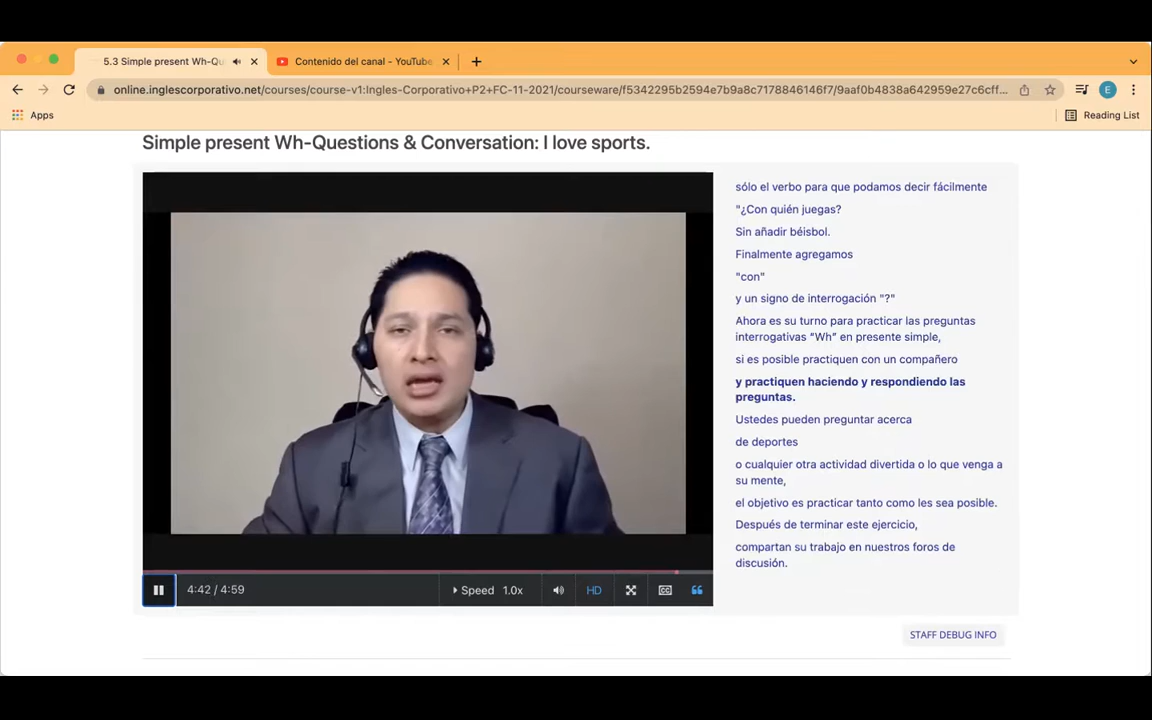 5.3 Simple present Wh-Qu
Contenido del canal - YouTube
online.inglescorporativo.net/courses/course-v1:Ingles-Corporativo+P2+FC-11-2021/courseware/f5342295b2594e7b9a8c7178846146f7/9aaf0b4838a642959e27c6cff...
E
Apps
Reading List
Simple present Wh-Questions & Conversation: I love sports.
sólo el verbo para que podamos decir fácilmente
"¿Con quién juegas?
Sin añadir béisbol.
Finalmente agregamos
"con"
y un signo de interrogación "?"
Ahora es su turno para practicar las preguntas
interrogativas “Wh” en presente simple,
si es posible practiquen con un compañero
y practiquen haciendo y respondiendo las
preguntas.
Ustedes pueden preguntar acerca
de deportes
o cualquier otra actividad divertida o lo que venga a
su mente,
el objetivo es practicar tanto como les sea posible.
Después de terminar este ejercicio,
compartan su trabajo en nuestros foros de
discusión.
4:42 / 4:59
Speed 1.0x
HD
CC
STAFF DEBUG INFO